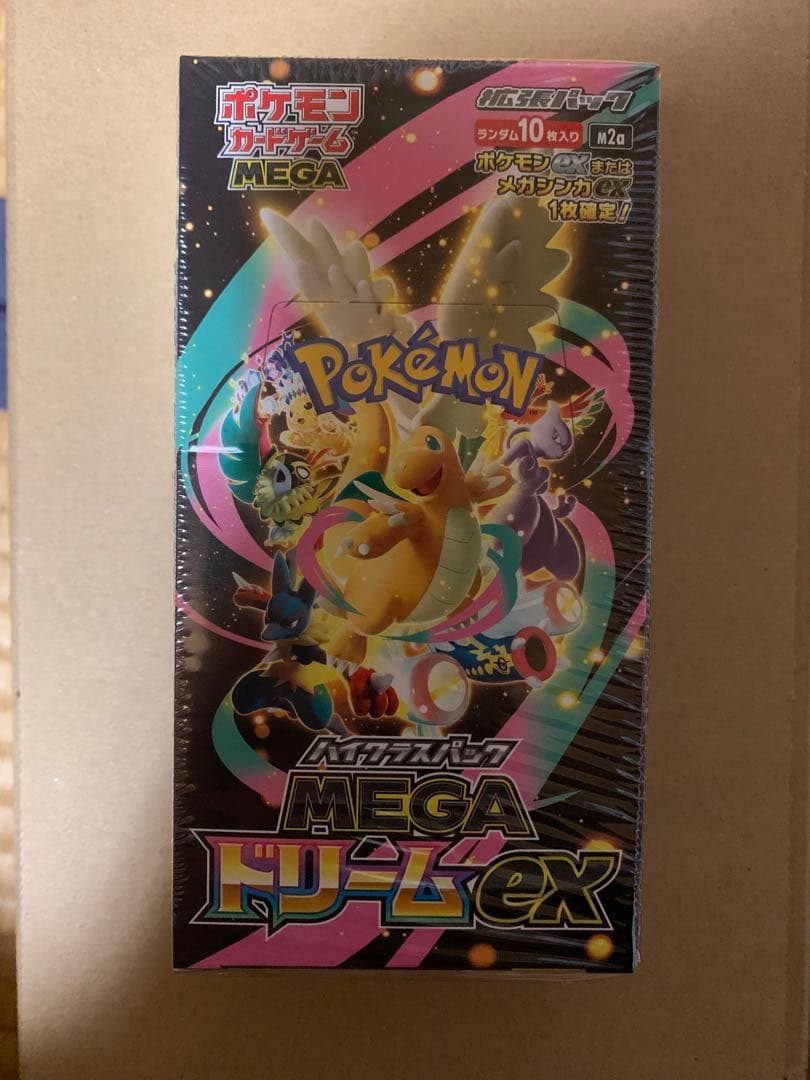 ポケモン
カードゲーム
MEGA
拡張パック
ランダム10枚入り M2a
ポケモンexまたは
メガシンカex
1枚確定!
POKéMON
TM
ハイクラスパック
MEGA
ドリームex